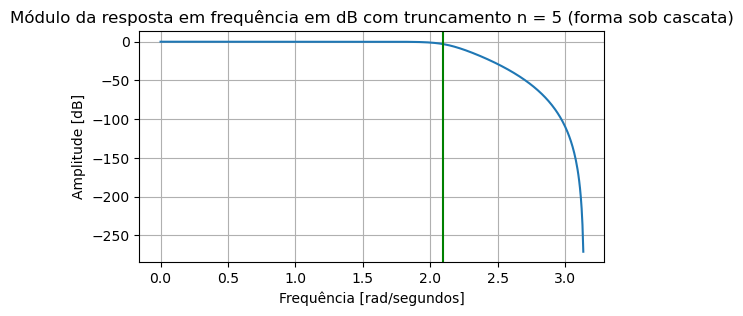 Módulo da resposta em frequência em dB com truncamento n = 5 (forma sob cascata)
0
−50
−100
−150
−200
−250
Amplitude [dB]
0.0 0.5 1.0 1.5 2.0 2.5 3.0
Frequência [rad/segundos]